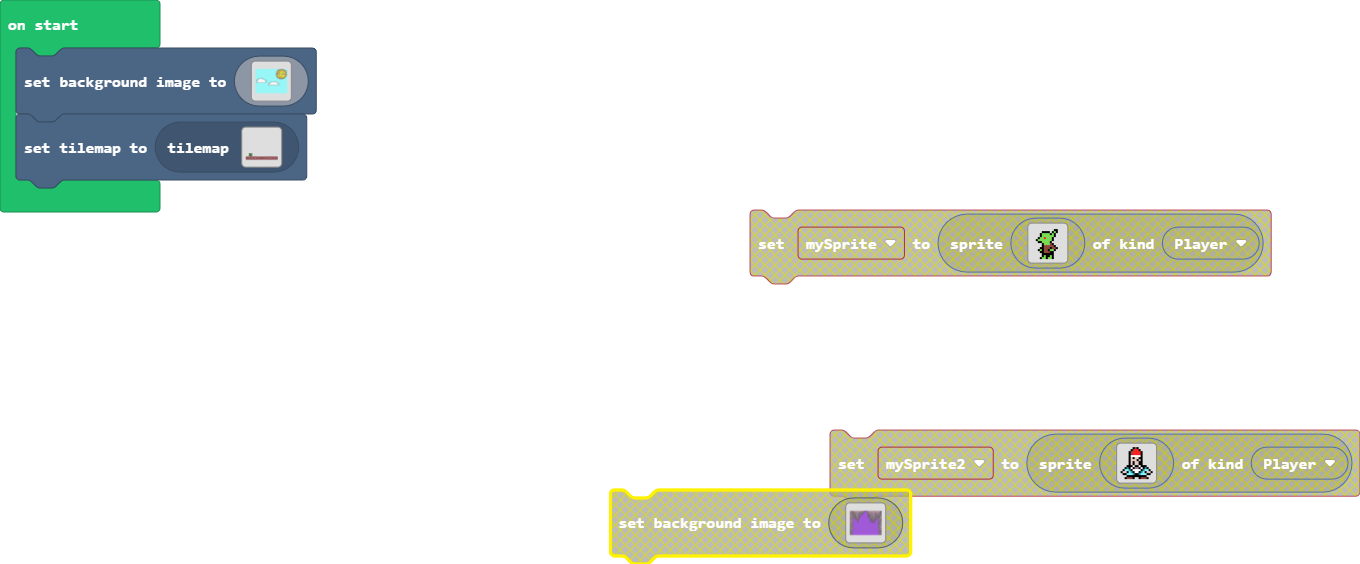 on start
set background image to
set tilemap to tilemap
set mySprite to sprite of kind Player
set mySprite2 to sprite of kind Player
set background image to